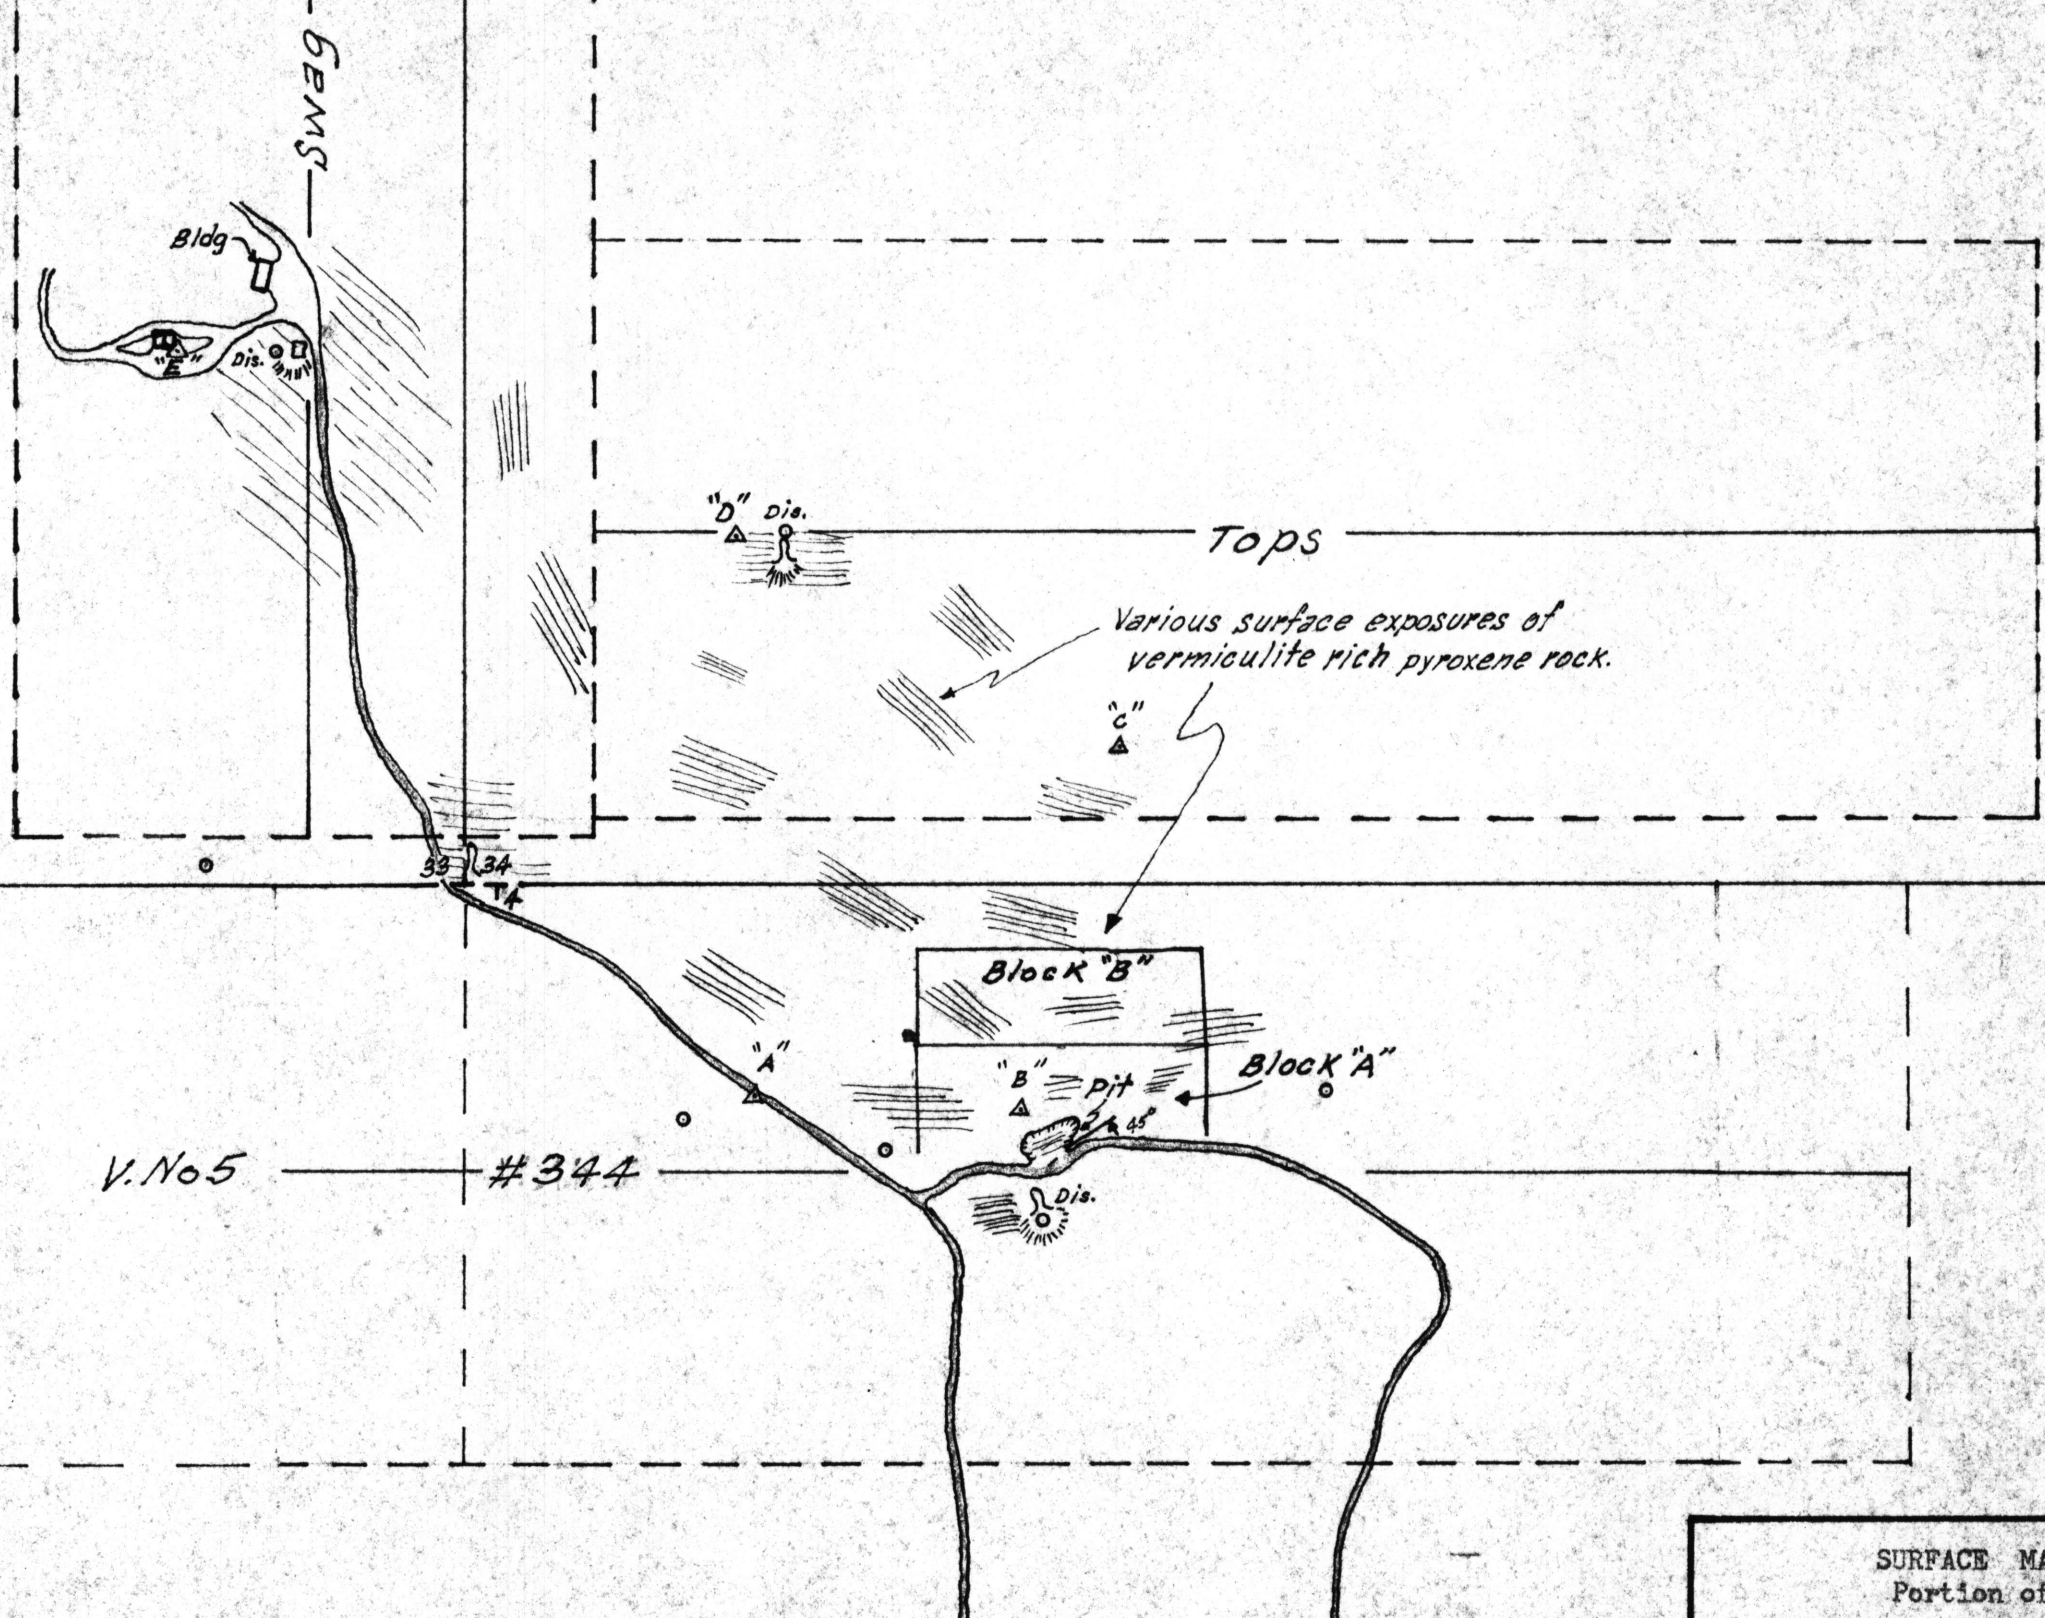 Swag
Bldg
"E"
Dis.
"D" Dis.
Tops
Various surface exposures of
vermiculite rich pyroxene rock.
"C"
33 34
T4
Block "B"
"A"
"B"
Pit
45°
Block "A"
V. No 5
#344
Dis.
SURFACE MA
Portion of